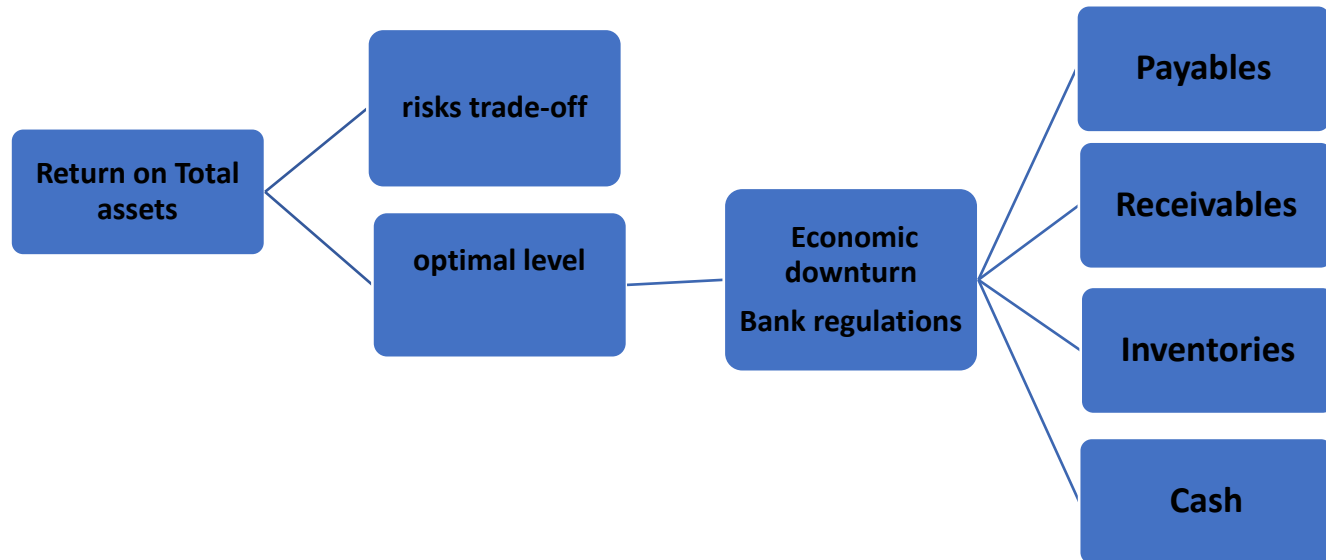 Return on Total
assets
risks trade-off
optimal level
Economic
downturn
Bank regulations
Payables
Receivables
Inventories
Cash